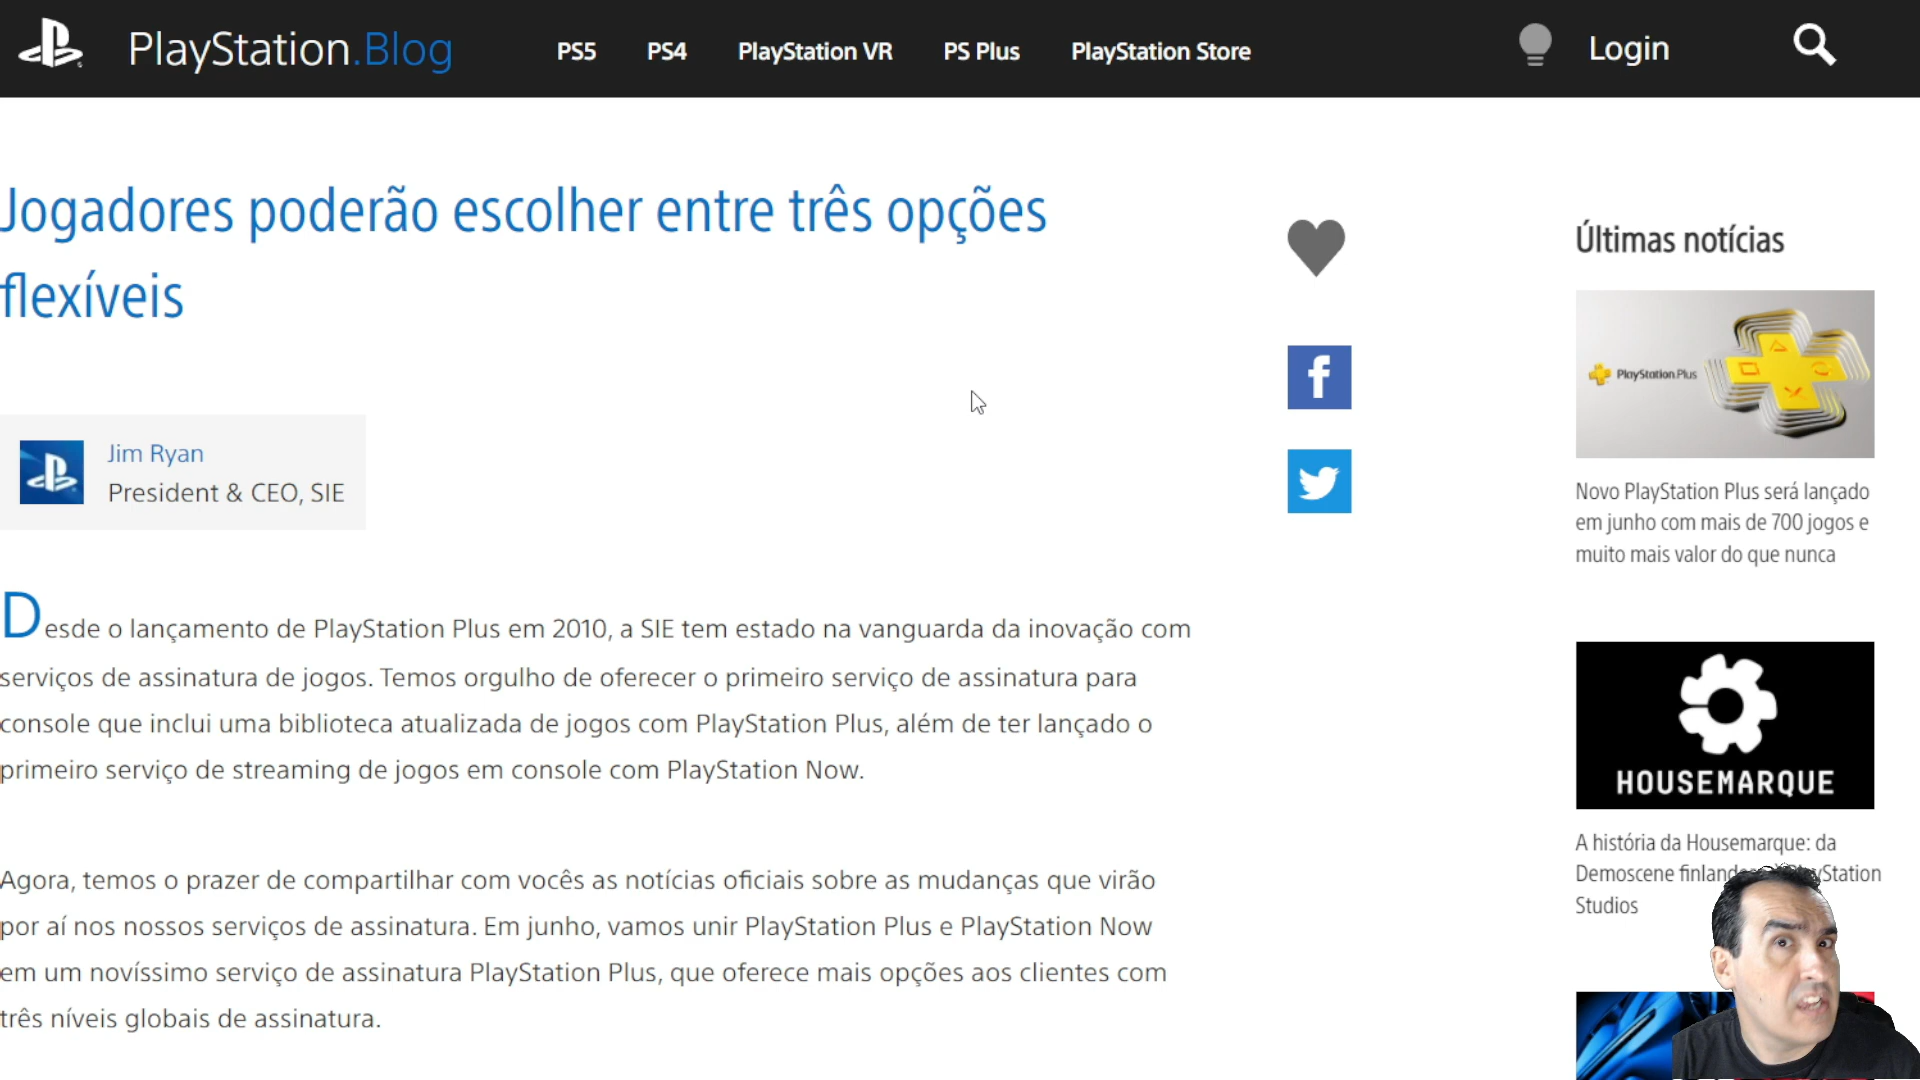 PlayStation.Blog
PS5
PS4
PlayStation VR
PS Plus
PlayStation Store
Login
Jogadores poderão escolher entre três opções
flexíveis
Jim Ryan
President & CEO, SIE
Desde o lançamento de PlayStation Plus em 2010, a SIE tem estado na vanguarda da inovação com
serviços de assinatura de jogos. Temos orgulho de oferecer o primeiro serviço de assinatura para
console que inclui uma biblioteca atualizada de jogos com PlayStation Plus, além de ter lançado o
primeiro serviço de streaming de jogos em console com PlayStation Now.
Agora, temos o prazer de compartilhar com vocês as notícias oficiais sobre as mudanças que virão
por aí nos nossos serviços de assinatura. Em junho, vamos unir PlayStation Plus e PlayStation Now
em um novíssimo serviço de assinatura PlayStation Plus, que oferece mais opções aos clientes com
três níveis globais de assinatura.
Últimas notícias
PlayStation.Plus
Novo PlayStation Plus será lançado
em junho com mais de 700 jogos e
muito mais valor do que nunca
HOUSEMARQUE
A história da Housemarque: da
Demoscene
Studios